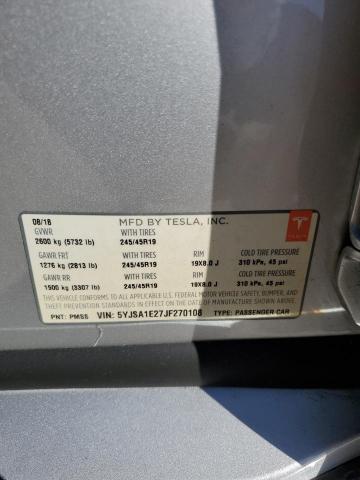 08/18 MFD BY TESLA, INC.
GVWR WITH TIRES
2600 kg (5732 lb) 245/45R19
GAWR FRT WITH TIRES RIM COLD TIRE PRESSURE
1276 kg (2813 lb) 245/45R19 19X8.0 J 310 kPa, 45 psi
GAWR RR WITH TIRES RIM COLD TIRE PRESSURE
1500 kg (3307 lb) 245/45R19 19X8.0 J 310 kPa, 45 psi
THIS VEHICLE CONFORMS TO ALL APPLICABLE U.S. FEDERAL MOTOR VEHICLE SAFETY, BUMPER, AND
THEFT PREVENTION STANDARDS IN EFFECT ON THE DATE OF MANUFACTURE SHOWN ABOVE.
PNT: PMSS VIN: 5YJSA1E27JF270108 TYPE: PASSENGER CAR